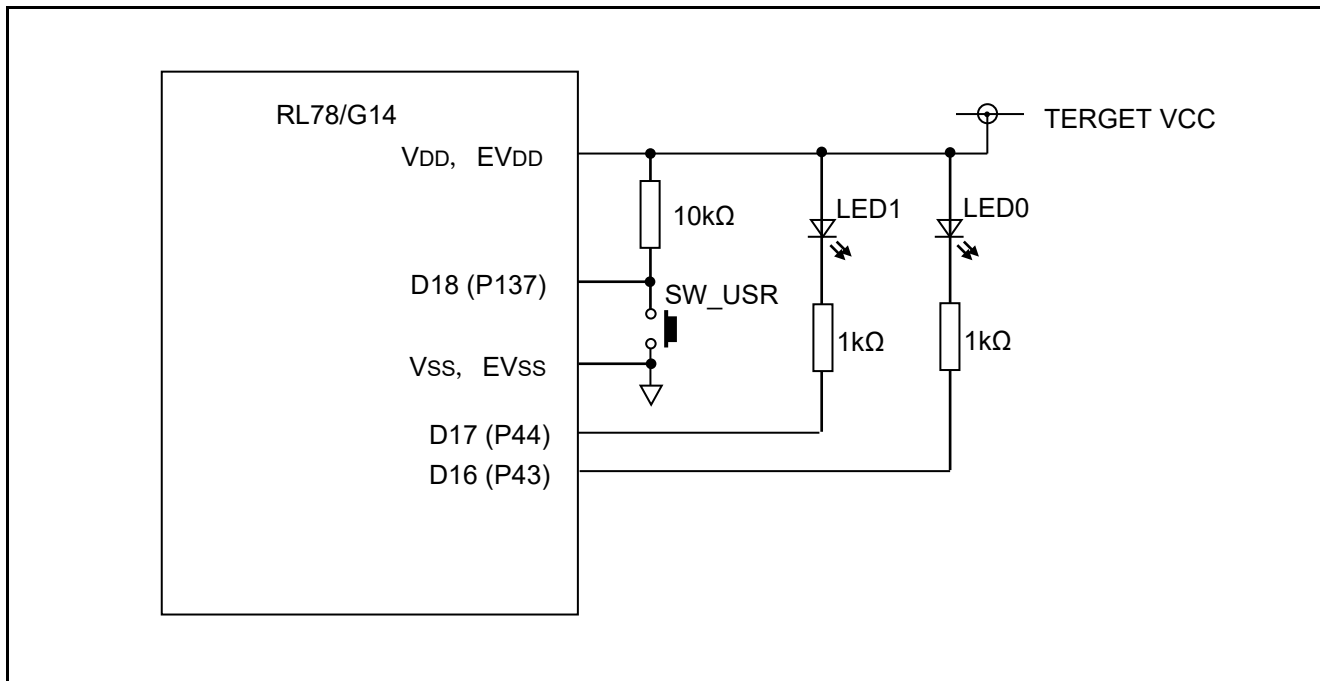 RL78/G14
TERGET VCC
VDD, EVDD
LED1
LED0
10kΩ
D18 (P137)
SW_USR
1kΩ
1kΩ
VSS, EVSS
D17 (P44)
D16 (P43)